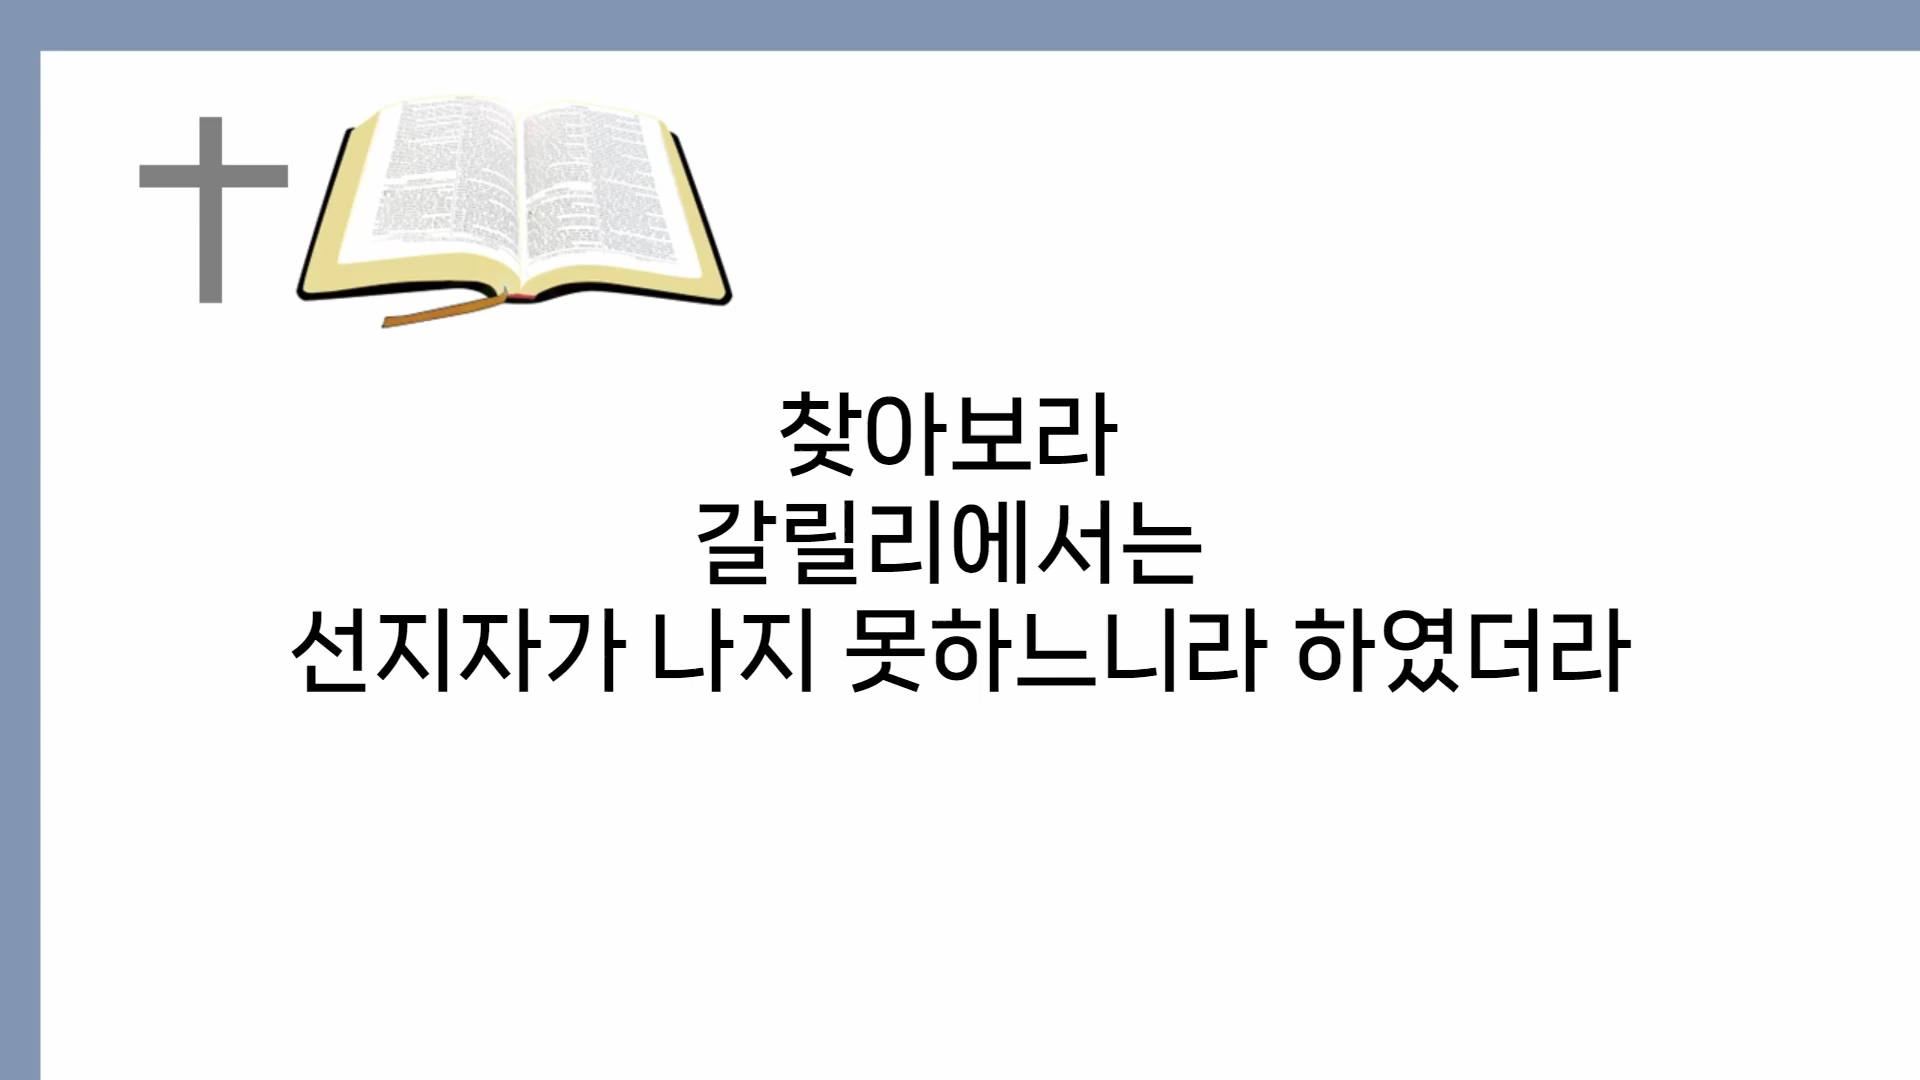 찾아보라
갈릴리에서는
선지자가 나지 못하느니라 하였더라